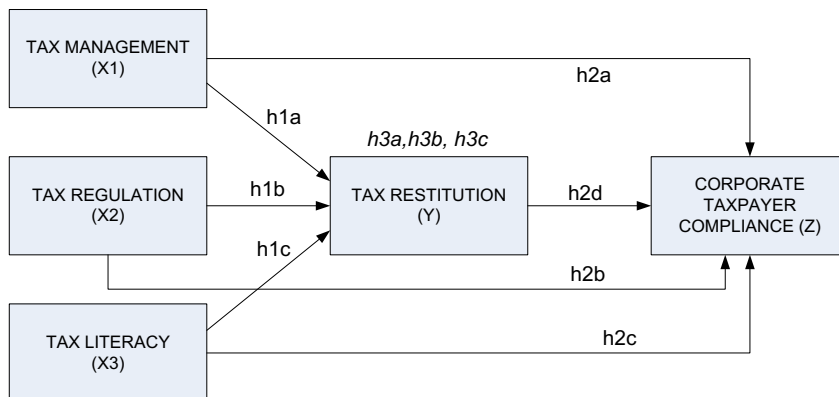 TAX MANAGEMENT
(X1)
h2a
h1a
h3a,h3b, h3c
TAX REGULATION
(X2)
h1b
TAX RESTITUTION
(Y)
h2d
CORPORATE
TAXPAYER
COMPLIANCE (Z)
h1c
h2b
TAX LITERACY
(X3)
h2c